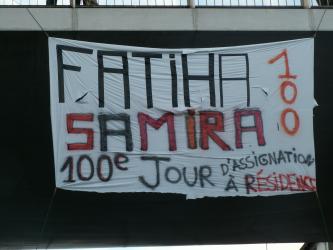 FATIHA
100
SAMIRA
100e JOUR D'ASSIGNATION
À RÉSIDENCE